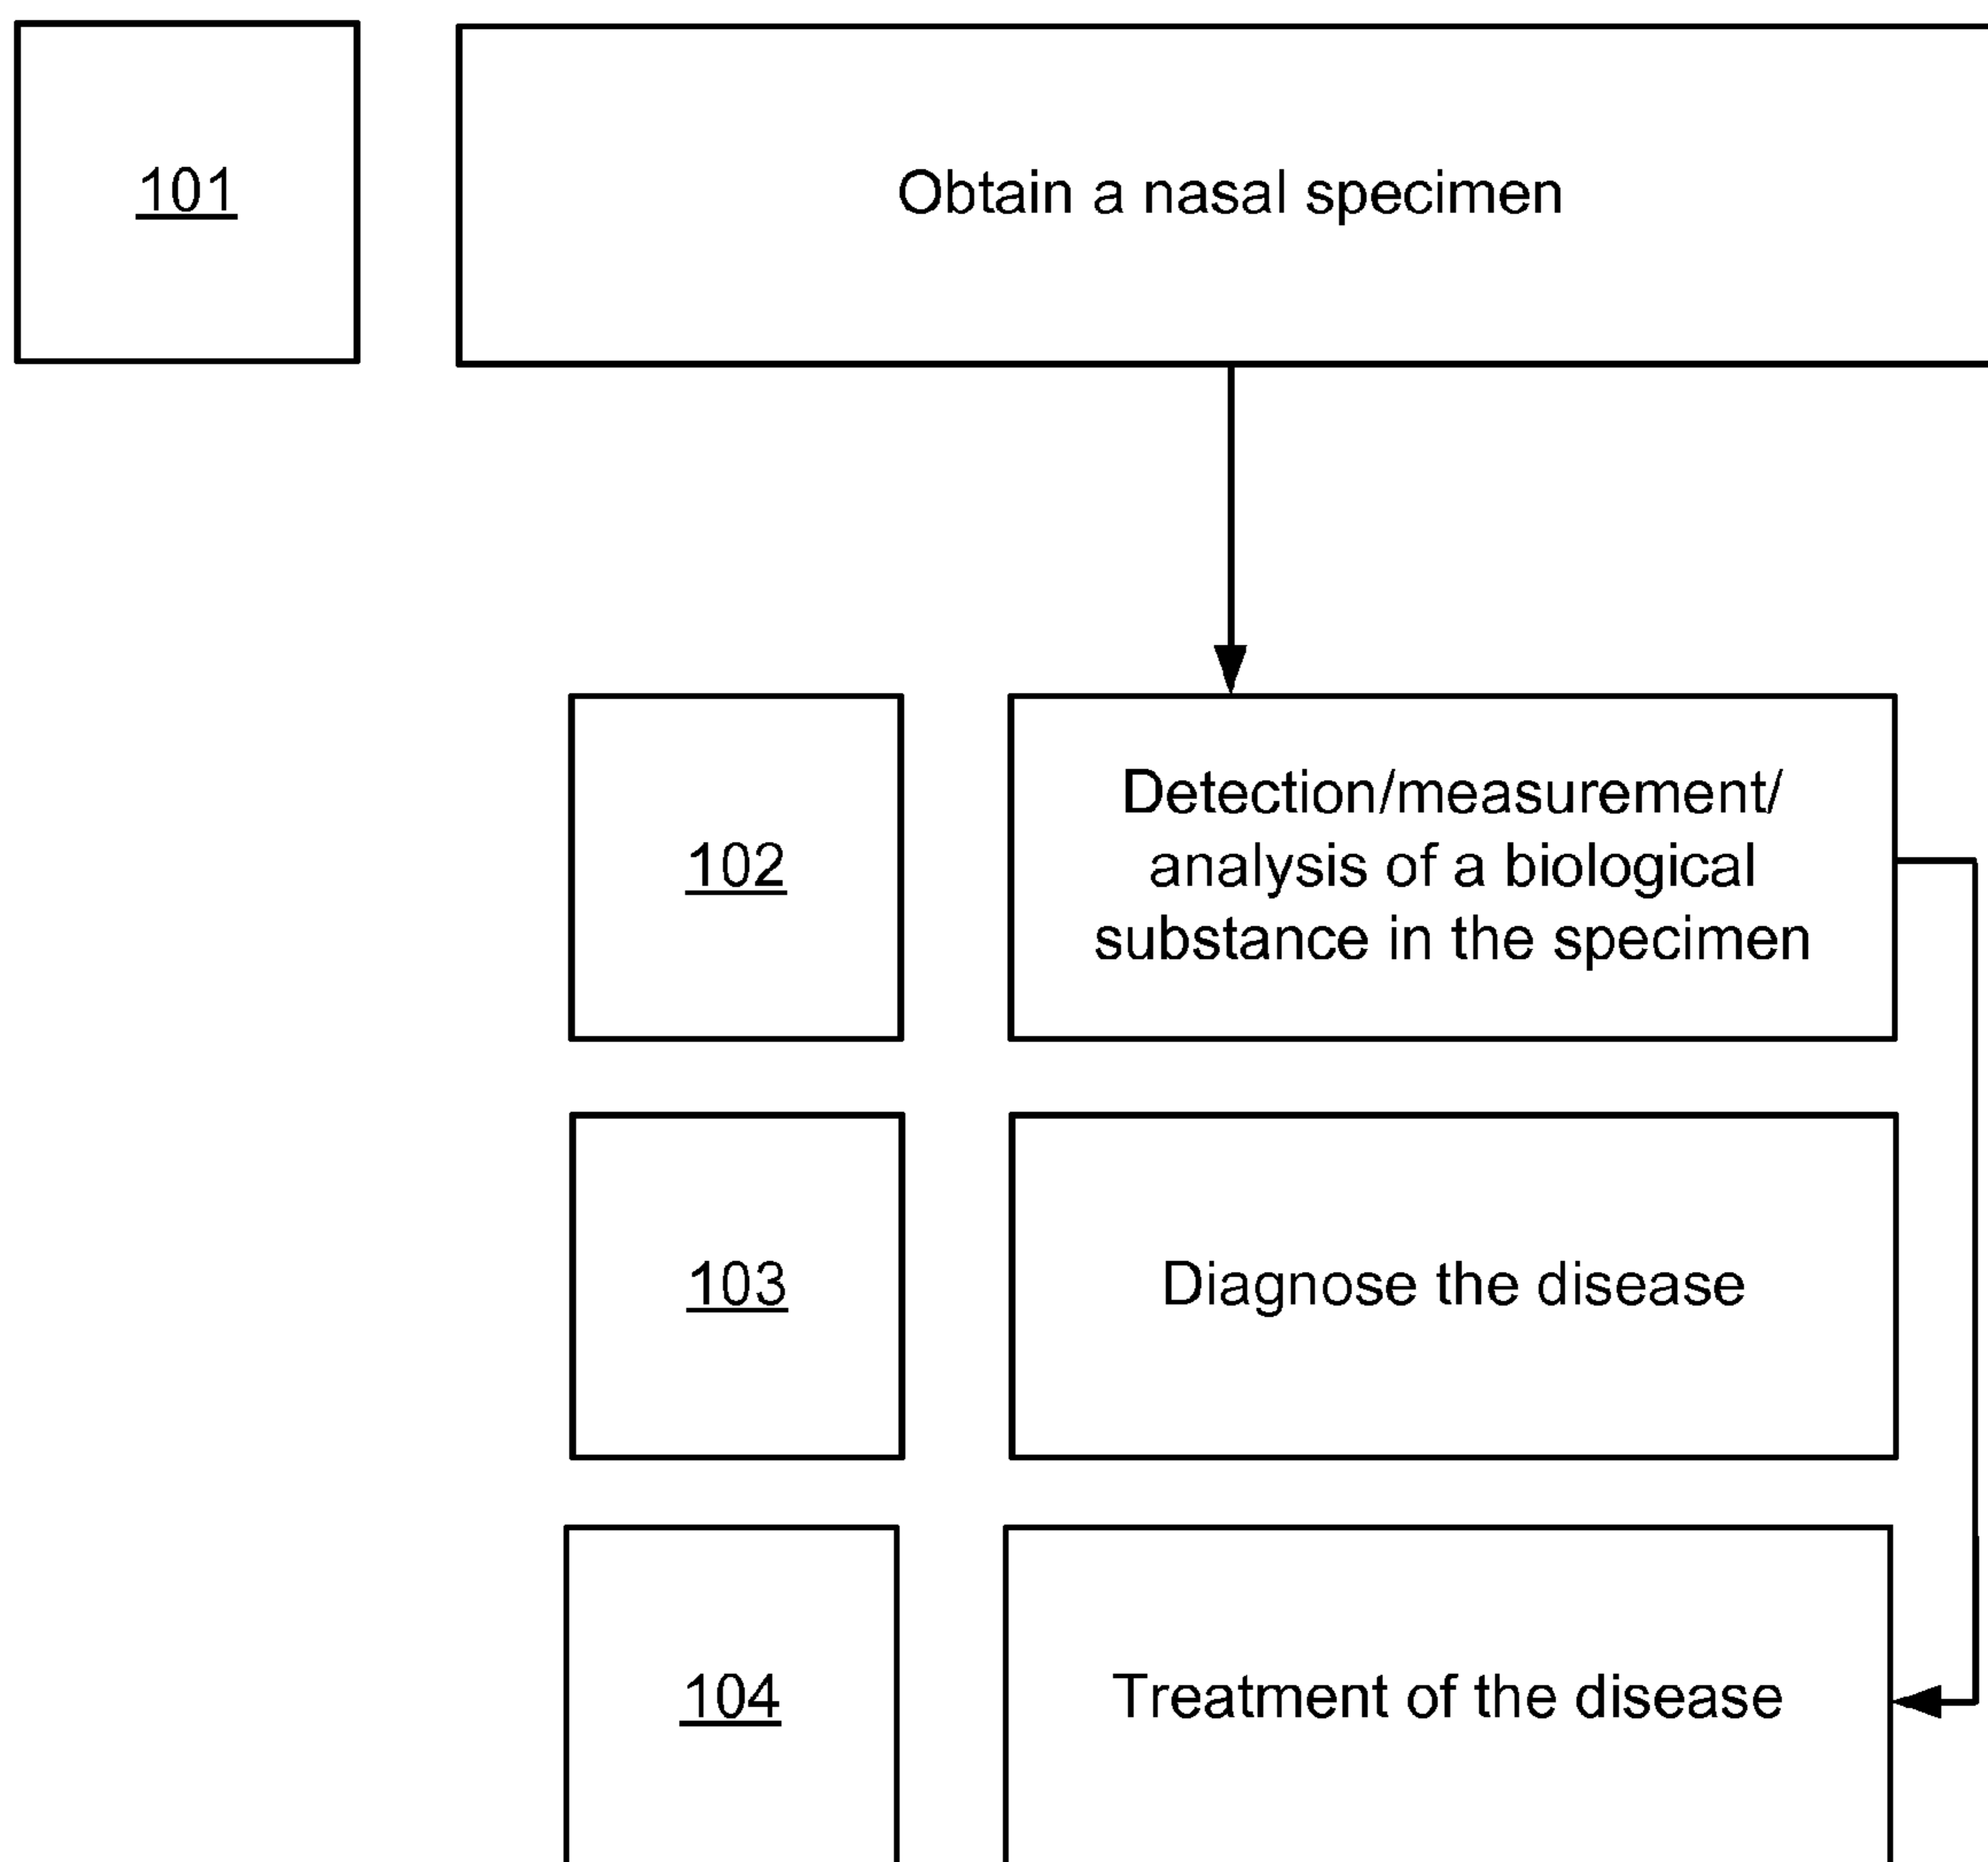 101
Obtain a nasal specimen
102
Detection/measurement/
analysis of a biological
substance in the specimen
103
Diagnose the disease
104
Treatment of the disease